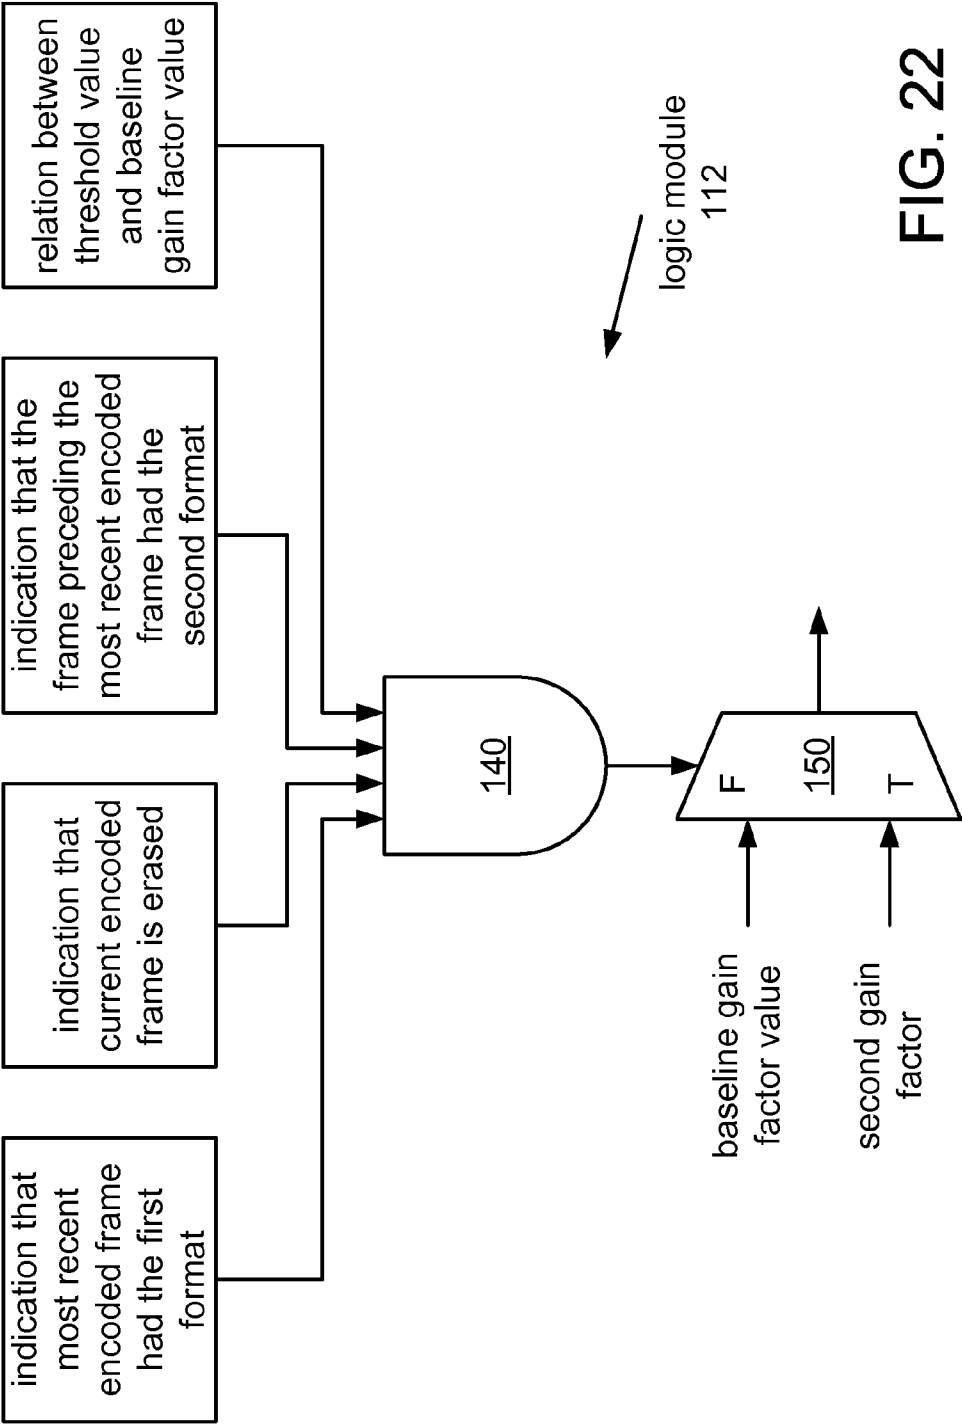 relation between
threshold value
and baseline
gain factor value
indication that the
frame preceding the
most recent encoded
frame had the
second format
indication that
current encoded
frame is erased
indication that
most recent
encoded frame
had the first
format
140
logic module
112
F
150
T
baseline gain
factor value
second gain
factor
FIG. 22